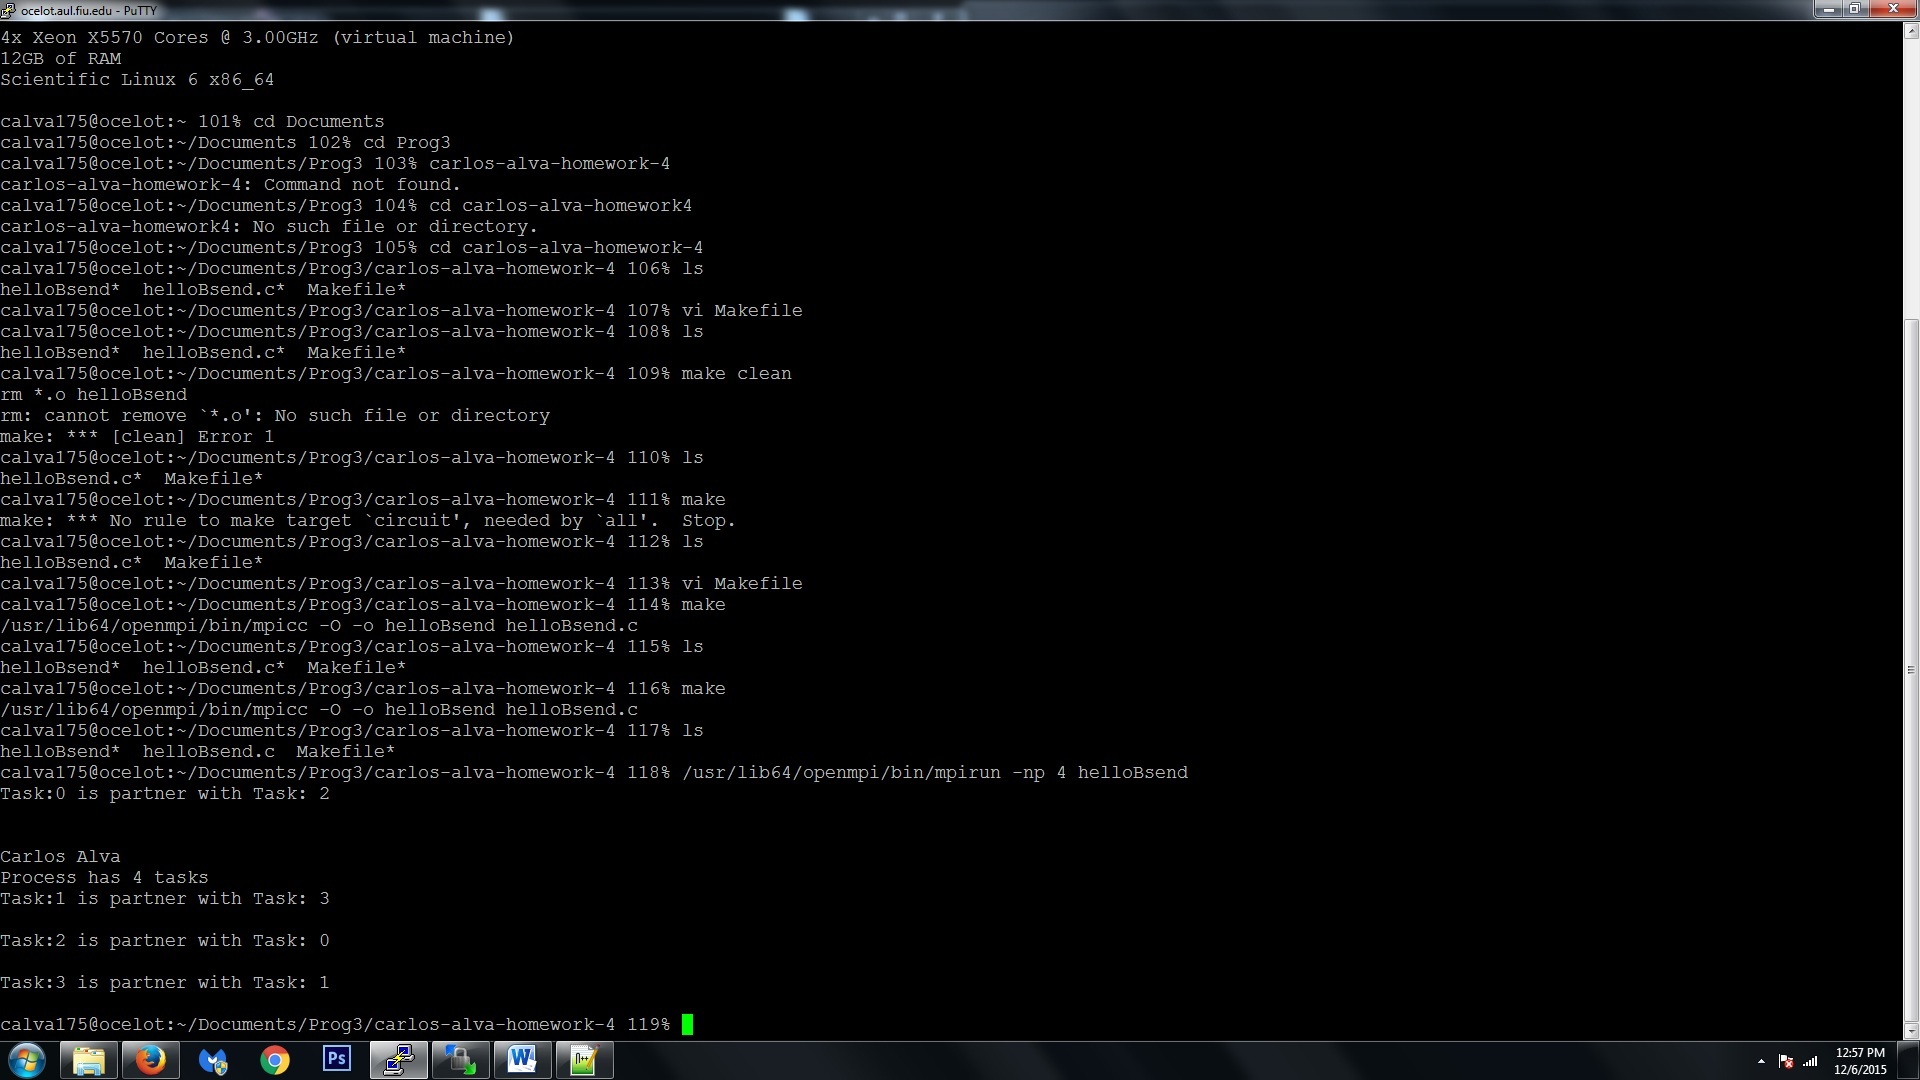 ocelot.aul.fiu.edu - PuTTY
4x Xeon X5570 Cores @ 3.00GHz (virtual machine)
12GB of RAM
Scientific Linux 6 x86_64
calva175@ocelot:~ 101% cd Documents
calva175@ocelot:~/Documents 102% cd Prog3
calva175@ocelot:~/Documents/Prog3 103% carlos-alva-homework-4
carlos-alva-homework-4: Command not found.
calva175@ocelot:~/Documents/Prog3 104% cd carlos-alva-homework4
carlos-alva-homework4: No such file or directory.
calva175@ocelot:~/Documents/Prog3 105% cd carlos-alva-homework-4
calva175@ocelot:~/Documents/Prog3/carlos-alva-homework-4 106% ls
helloBsend*  helloBsend.c*  Makefile*
calva175@ocelot:~/Documents/Prog3/carlos-alva-homework-4 107% vi Makefile
calva175@ocelot:~/Documents/Prog3/carlos-alva-homework-4 108% ls
helloBsend*  helloBsend.c*  Makefile*
calva175@ocelot:~/Documents/Prog3/carlos-alva-homework-4 109% make clean
rm *.o helloBsend
rm: cannot remove `*.o': No such file or directory
make: *** [clean] Error 1
calva175@ocelot:~/Documents/Prog3/carlos-alva-homework-4 110% ls
helloBsend.c*  Makefile*
calva175@ocelot:~/Documents/Prog3/carlos-alva-homework-4 111% make
make: *** No rule to make target `circuit', needed by `all'.  Stop.
calva175@ocelot:~/Documents/Prog3/carlos-alva-homework-4 112% ls
helloBsend.c*  Makefile*
calva175@ocelot:~/Documents/Prog3/carlos-alva-homework-4 113% vi Makefile
calva175@ocelot:~/Documents/Prog3/carlos-alva-homework-4 114% make
/usr/lib64/openmpi/bin/mpicc -O -o helloBsend helloBsend.c
calva175@ocelot:~/Documents/Prog3/carlos-alva-homework-4 115% ls
helloBsend*  helloBsend.c*  Makefile*
calva175@ocelot:~/Documents/Prog3/carlos-alva-homework-4 116% make
/usr/lib64/openmpi/bin/mpicc -O -o helloBsend helloBsend.c
calva175@ocelot:~/Documents/Prog3/carlos-alva-homework-4 117% ls
helloBsend*  helloBsend.c  Makefile*
calva175@ocelot:~/Documents/Prog3/carlos-alva-homework-4 118% /usr/lib64/openmpi/bin/mpirun -np 4 helloBsend
Task:0 is partner with Task: 2
Carlos Alva
Process has 4 tasks
Task:1 is partner with Task: 3
Task:2 is partner with Task: 0
Task:3 is partner with Task: 1
calva175@ocelot:~/Documents/Prog3/carlos-alva-homework-4 119%
Ps
W
12:57 PM
12/6/2015